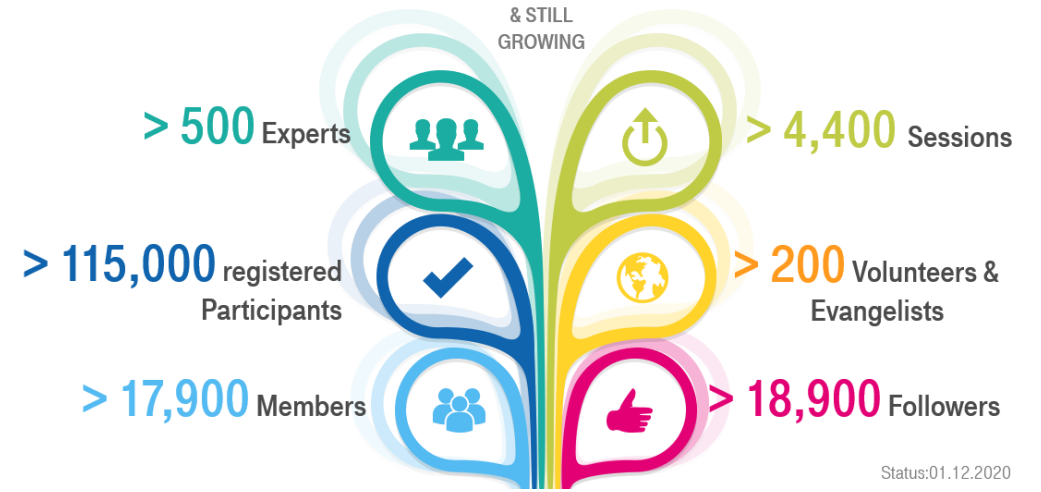 & STILL
GROWING
> 500 Experts
> 4,400 Sessions
> 115,000 registered
Participants
> 200 Volunteers &
Evangelists
> 17,900 Members
> 18,900 Followers
Status:01.12.2020